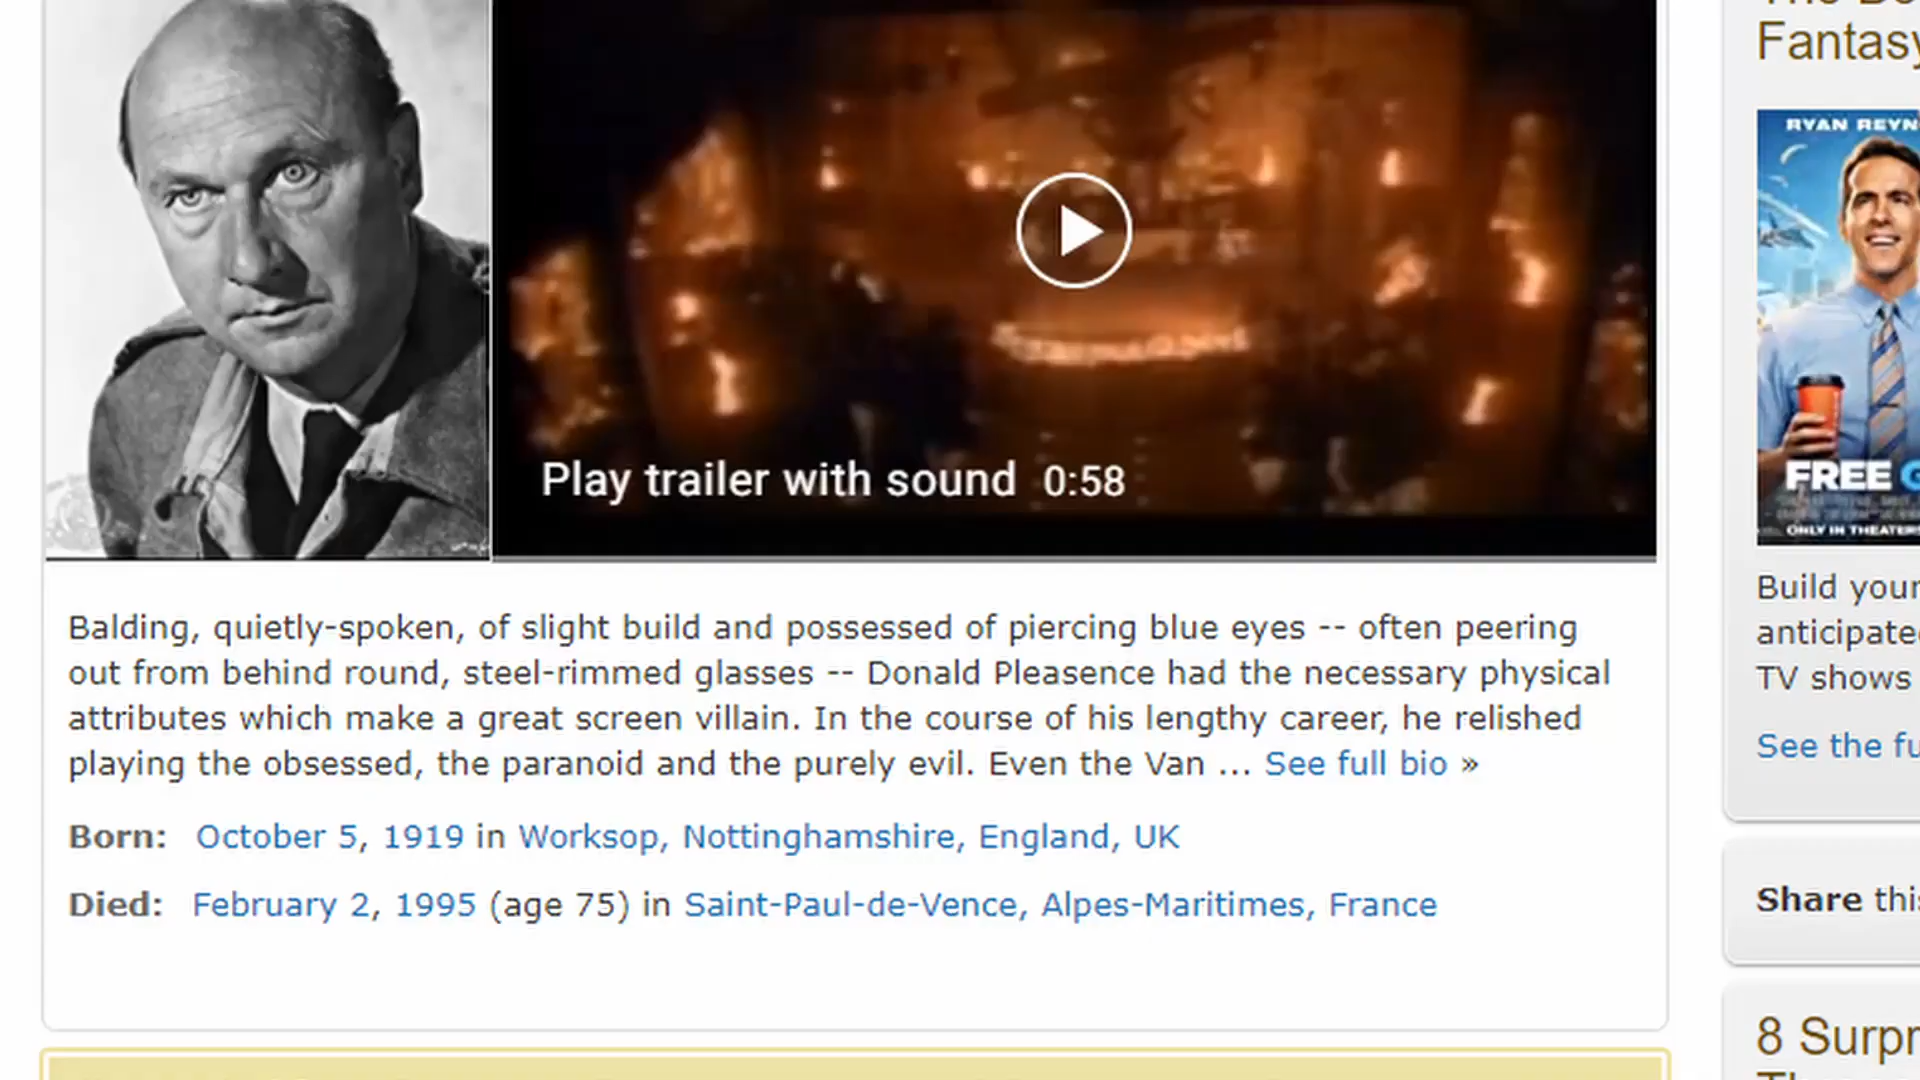 Play trailer with sound 0:58
Balding, quietly-spoken, of slight build and possessed of piercing blue eyes -- often peering
out from behind round, steel-rimmed glasses -- Donald Pleasence had the necessary physical
attributes which make a great screen villain. In the course of his lengthy career, he relished
playing the obsessed, the paranoid and the purely evil. Even the Van ... See full bio »
Born: October 5, 1919 in Worksop, Nottinghamshire, England, UK
Died: February 2, 1995 (age 75) in Saint-Paul-de-Vence, Alpes-Maritimes, France
Fantasy
RYAN REYN
FREE G
ONLY IN THEATERS
Build your
anticipate
TV shows
See the fu
Share this
8 Surpr